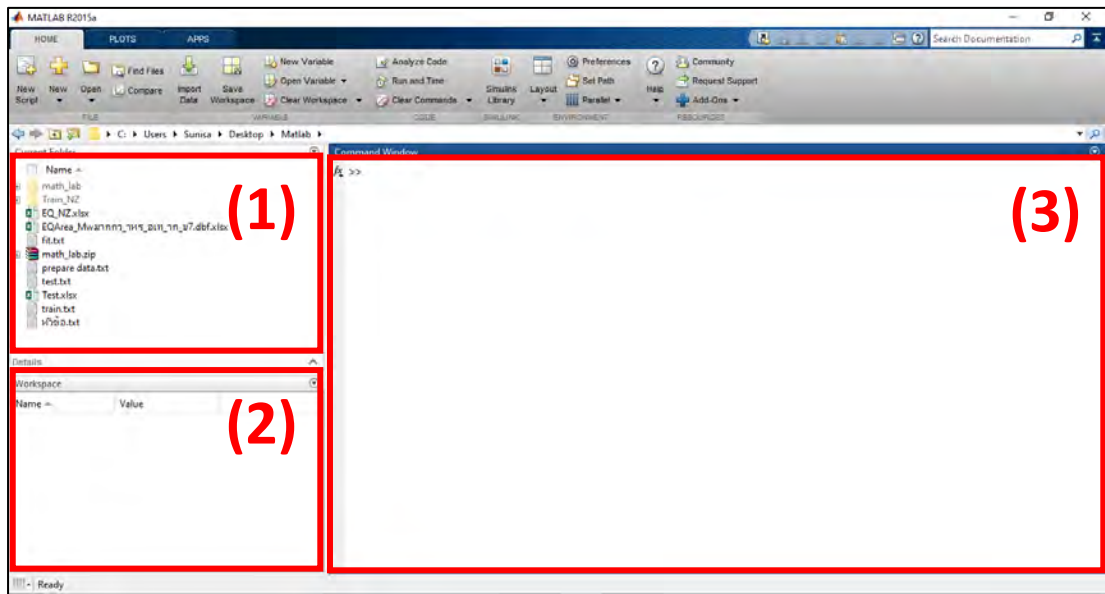 MATLAB R2015a
HOME PLOTS APPS
Search Documentation
New Script
New
Open
Find Files
Compare
Import Data
Save Workspace
New Variable
Open Variable
Clear Workspace
Analyze Code
Run and Time
Clear Commands
Simulink Library
Layout
Preferences
Set Path
Parallel
Help
Community
Request Support
Add-Ons
FILE VARIABLE CODE SIMULINK ENVIRONMENT RESOURCES
C: Users Sunisa Desktop Matlab
Current Folder
Name
math_lab
Train_NZ
EQ_NZ.xlsx
fit.txt
math_lab.zip
prepare data.txt
test.txt
Test.xlsx
train.txt
หัวข้อ.txt
(1)
Details
Workspace
Name Value
(2)
Command Window
fx >>
(3)
Ready